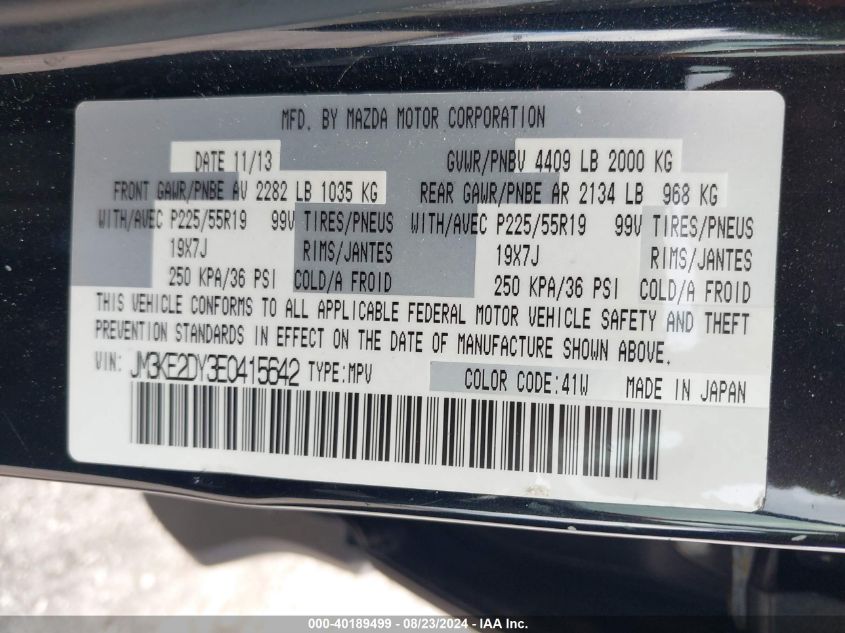 MFD. BY MAZDA MOTOR CORPORATION
DATE 11/13 GVWR/PNBV 4409 LB 2000 KG
FRONT GAWR/PNBE AV 2282 LB 1035 KG REAR GAWR/PNBE AR 2134 LB 968 KG
WITH/AVEC P225/55R19 99V TIRES/PNEUS WITH/AVEC P225/55R19 99V TIRES/PNEUS
19X7J RIMS/JANTES 19X7J RIMS/JANTES
250 KPA/36 PSI COLD/A FROID 250 KPA/36 PSI COLD/A FROID
THIS VEHICLE CONFORMS TO ALL APPLICABLE FEDERAL MOTOR VEHICLE SAFETY AND THEFT
PREVENTION STANDARDS IN EFFECT ON THE DATE OF MANUFACTURE SHOWN ABOVE.
VIN: JM3KE2DY3E0415642 TYPE:MPV COLOR CODE:41W MADE IN JAPAN
000-40189499 - 08/23/2024 - IAA Inc.